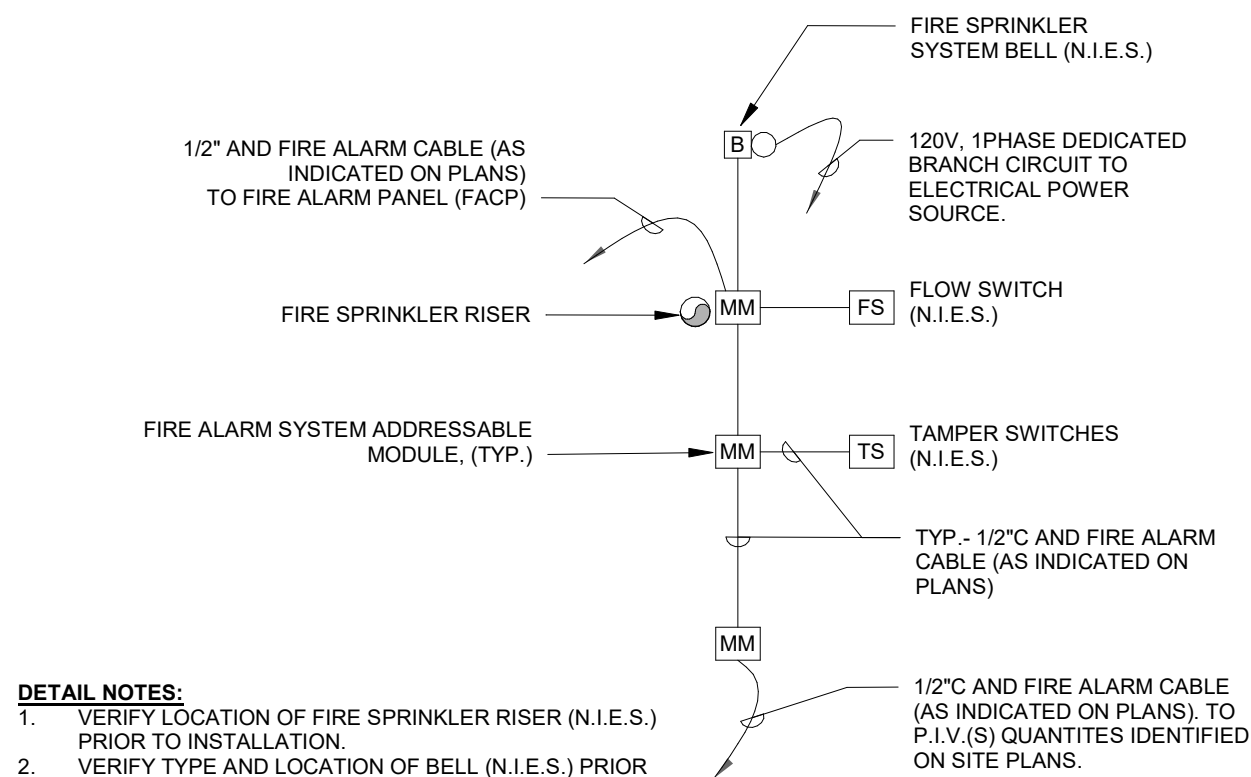 FIRE SPRINKLER
SYSTEM BELL (N.I.E.S.)
1/2" AND FIRE ALARM CABLE (AS
INDICATED ON PLANS)
TO FIRE ALARM PANEL (FACP)
B
120V, 1PHASE DEDICATED
BRANCH CIRCUIT TO
ELECTRICAL POWER
SOURCE.
FIRE SPRINKLER RISER
MM
FS
FLOW SWITCH
(N.I.E.S.)
FIRE ALARM SYSTEM ADDRESSABLE
MODULE, (TYP.)
MM
TS
TAMPER SWITCHES
(N.I.E.S.)
TYP.- 1/2"C AND FIRE ALARM
CABLE (AS INDICATED ON
PLANS)
MM
1/2"C AND FIRE ALARM CABLE
(AS INDICATED ON PLANS). TO
P.I.V.(S) QUANTITES IDENTIFIED
ON SITE PLANS.
DETAIL NOTES:
1. VERIFY LOCATION OF FIRE SPRINKLER RISER (N.I.E.S.)
PRIOR TO INSTALLATION.
2. VERIFY TYPE AND LOCATION OF BELL (N.I.E.S.) PRIOR